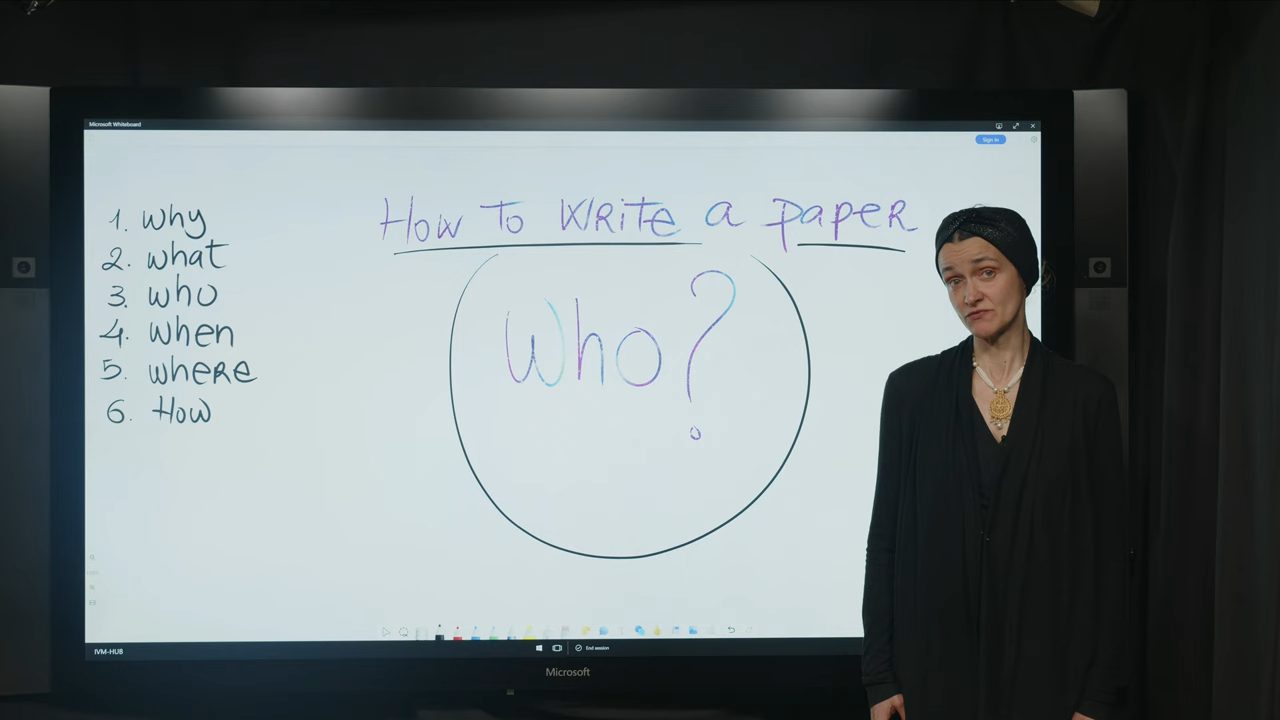 Microsoft Whiteboard
Sign in
How To Write a paper
1. why
2. what
3. who
4. when
5. where
6. How
Who?
IVM-HUB
End session
Microsoft